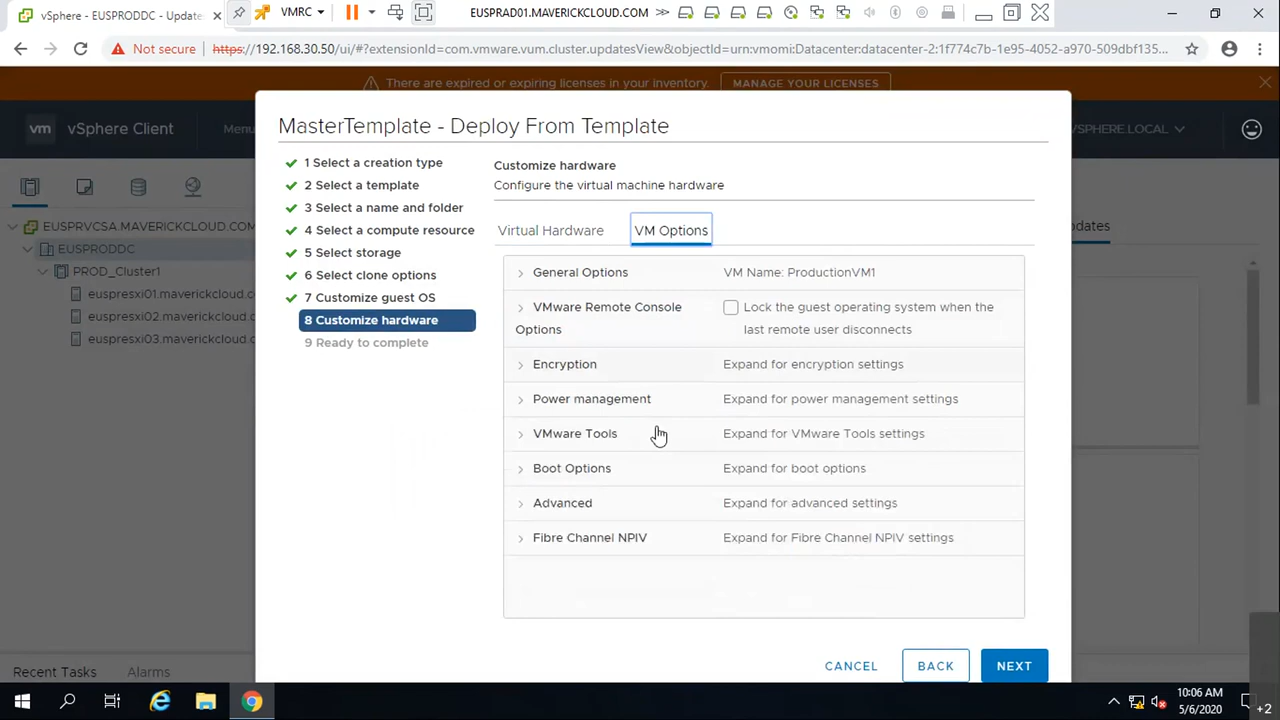 vSphere - EUSPRODDC - Update
VMRC
EUSPRAD01.MAVERICKCLOUD.COM
Not secure
https://192.168.30.50/ui/#?extensionId=com.vmware.vum.cluster.updatesView&objectId=urn:vmomi:Datacenter:datacenter-2:1f774c7b-1e95-4052-a970-509dbf135...
There are expired or expiring licenses in your inventory.
MANAGE YOUR LICENSES
vm vSphere Client
Menu
VSPHERE.LOCAL
EUSPRVCSA.MAVERICKCLOUD.COM
EUSPRODDC
PROD_Cluster1
euspresxi01.maverickcloud.c
euspresxi02.maverickcloud.c
euspresxi03.maverickcloud.c
pdates
MasterTemplate - Deploy From Template
1 Select a creation type
2 Select a template
3 Select a name and folder
4 Select a compute resource
5 Select storage
6 Select clone options
7 Customize guest OS
8 Customize hardware
9 Ready to complete
Customize hardware
Configure the virtual machine hardware
Virtual Hardware VM Options
General Options VM Name: ProductionVM1
VMware Remote Console Lock the guest operating system when the
Options last remote user disconnects
Encryption Expand for encryption settings
Power management Expand for power management settings
VMware Tools Expand for VMware Tools settings
Boot Options Expand for boot options
Advanced Expand for advanced settings
Fibre Channel NPIV Expand for Fibre Channel NPIV settings
CANCEL BACK NEXT
Recent Tasks Alarms
10:06 AM
5/6/2020
+2